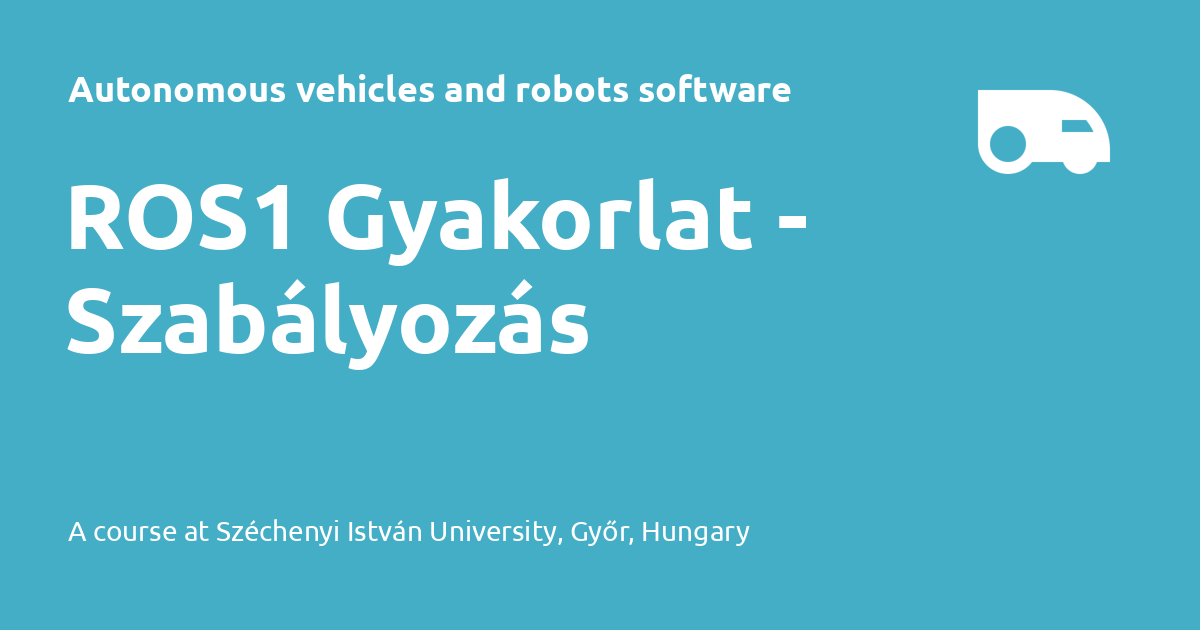 Autonomous vehicles and robots software
ROS1 Gyakorlat -
Szabályozás
A course at Széchenyi István University, Győr, Hungary